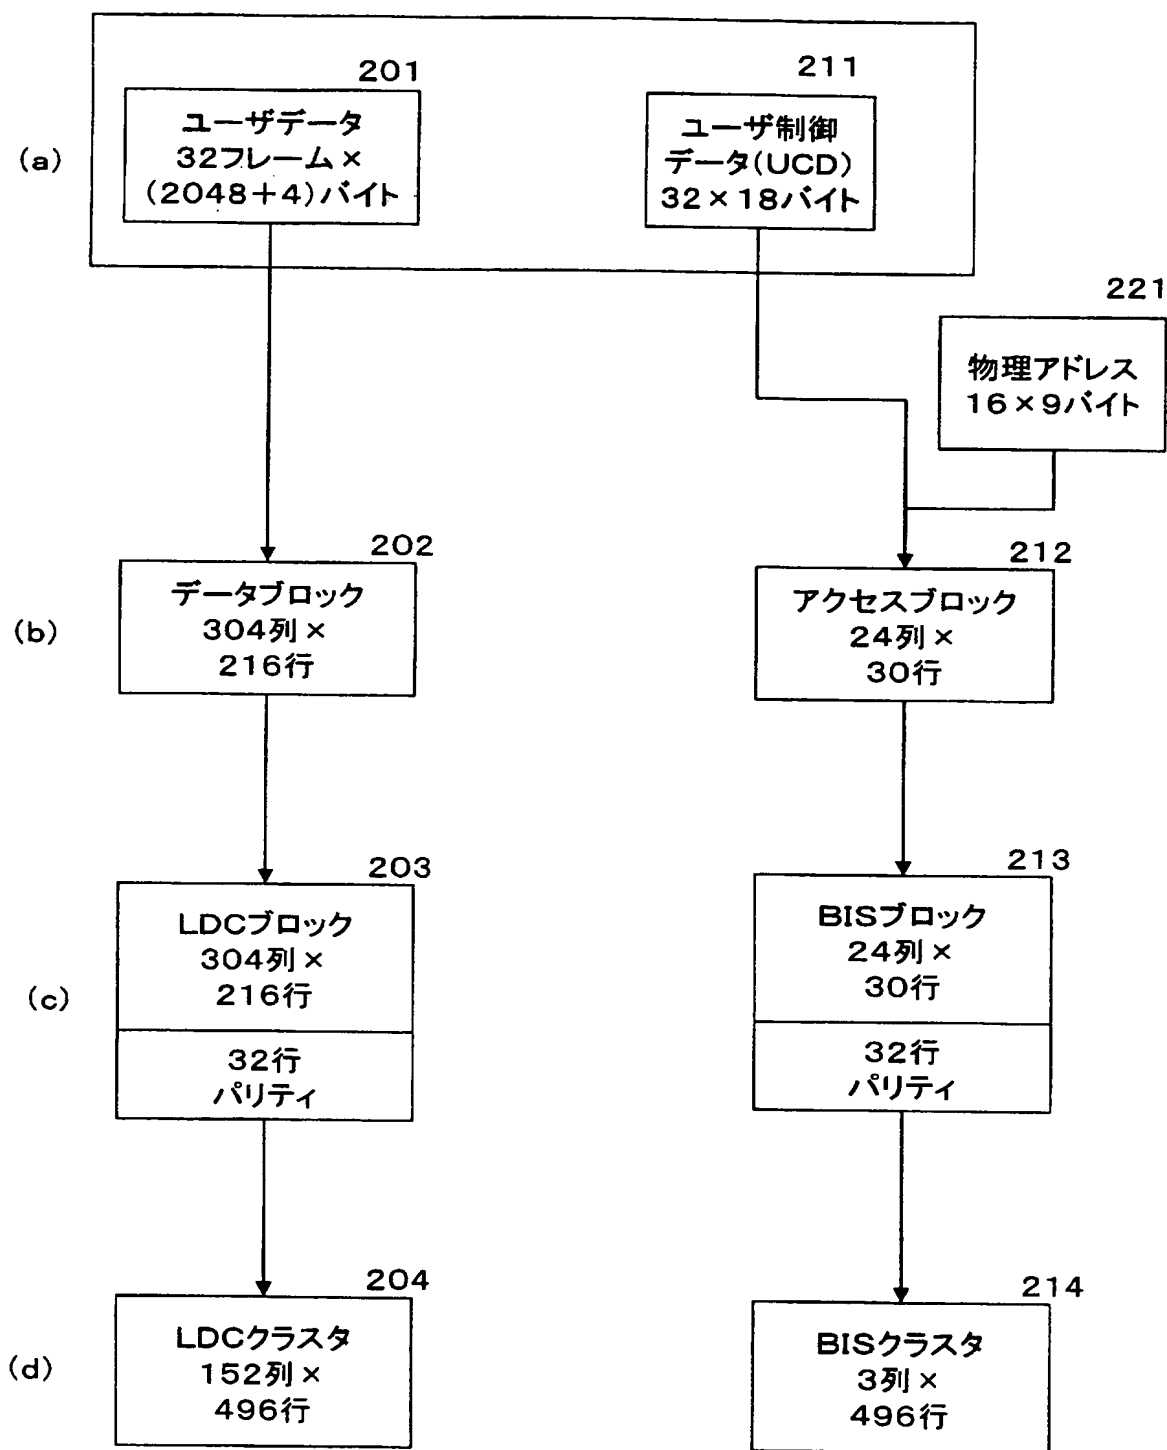 201
ユーザデータ
32フレーム×
(2048+4)バイト
211
ユーザ制御
データ(UCD)
32×18バイト
(a)
221
物理アドレス
16×9バイト
202
データブロック
304列×
216行
212
アクセスブロック
24列×
30行
(b)
203
LDCブロック
304列×
216行
32行
パリティ
213
BISブロック
24列×
30行
32行
パリティ
(c)
204
LDCクラスタ
152列×
496行
214
BISクラスタ
3列×
496行
(d)